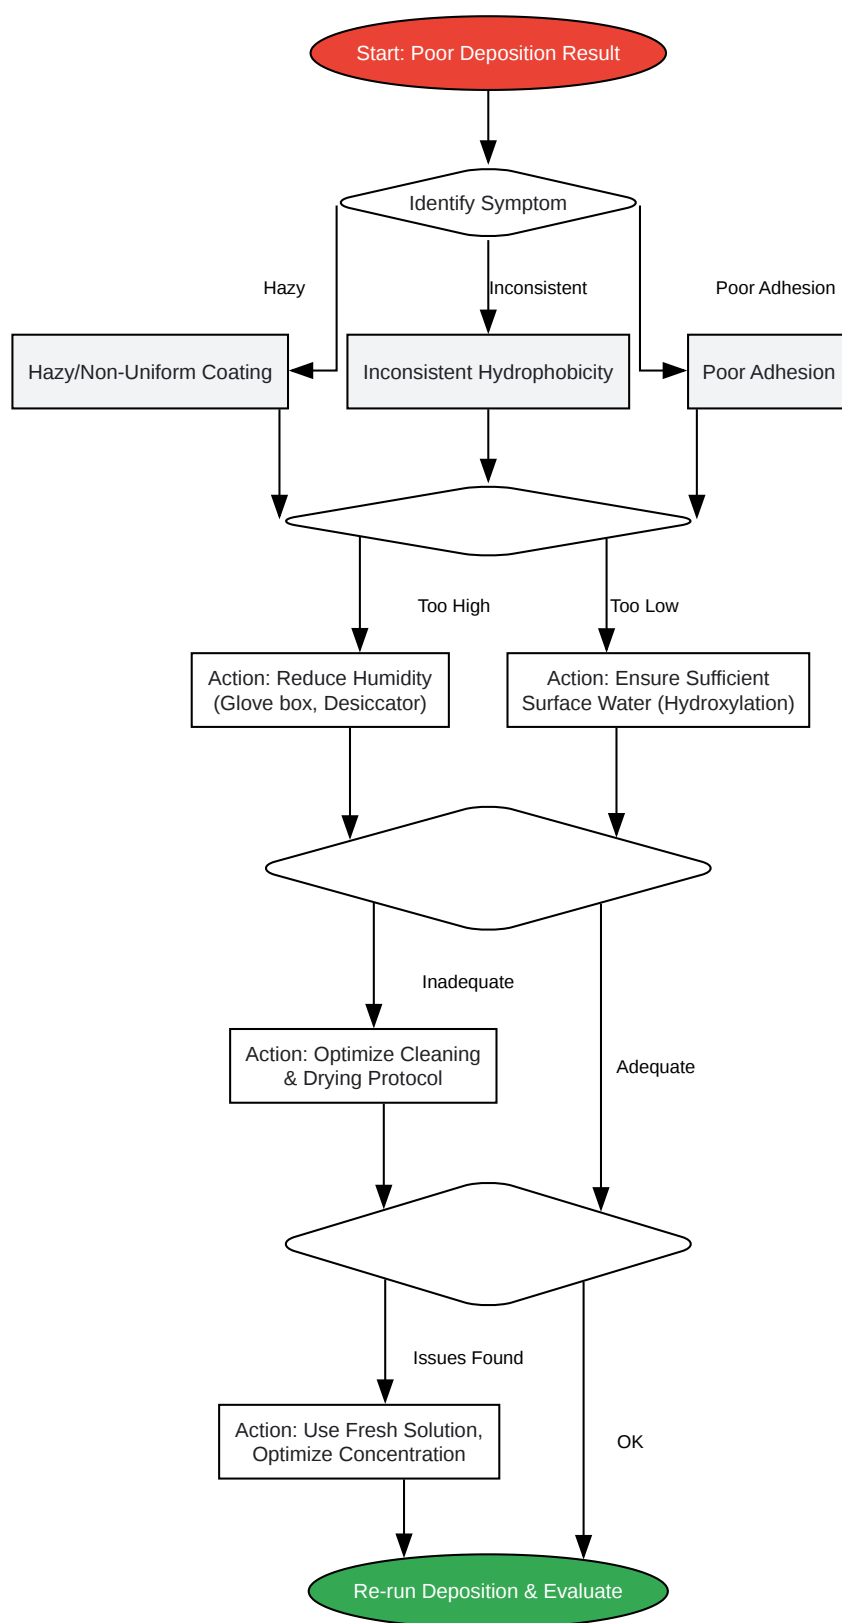 Start: Poor Deposition Result
Identify Symptom
Hazy
Inconsistent
Poor Adhesion
Hazy/Non-Uniform Coating
Inconsistent Hydrophobicity
Poor Adhesion
Too High
Too Low
Action: Reduce Humidity
(Glove box, Desiccator)
Action: Ensure Sufficient
Surface Water (Hydroxylation)
Inadequate
Action: Optimize Cleaning
& Drying Protocol
Adequate
Issues Found
Action: Use Fresh Solution,
Optimize Concentration
OK
Re-run Deposition & Evaluate